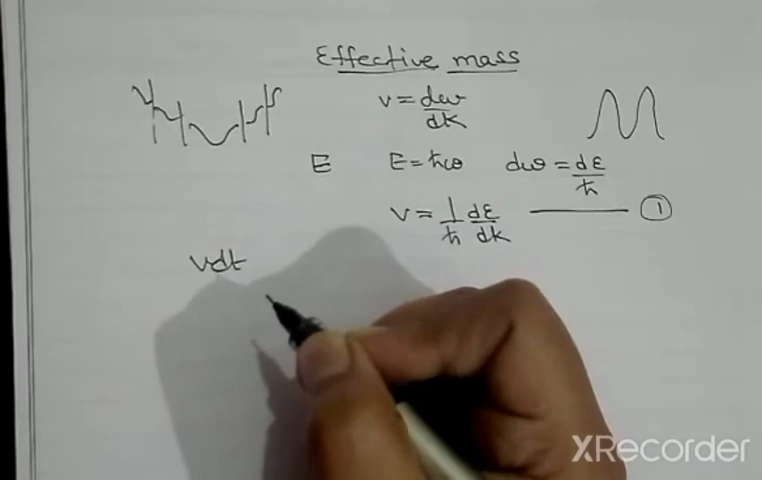 Effective mass
v = dω/dk
E E = ħω dω = dε/ħ
v = 1/ħ dε/dk —— ①
vdt
XRecorder